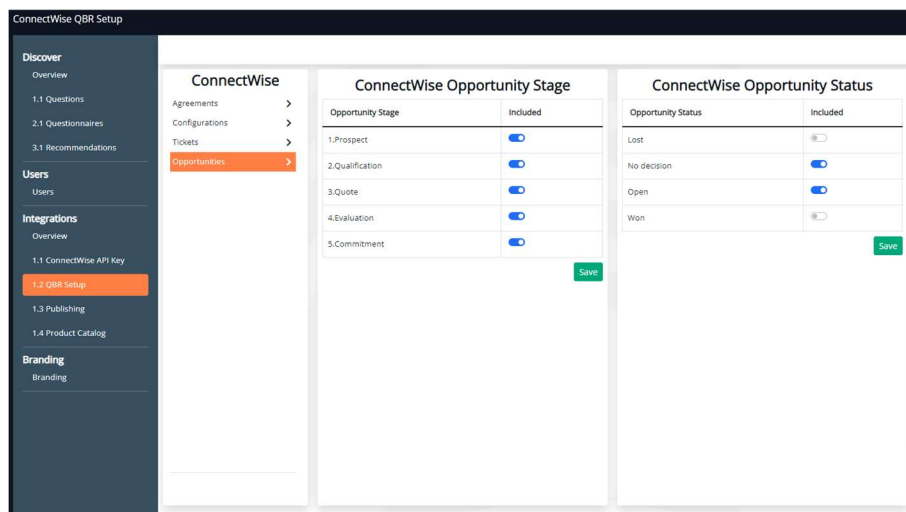 ConnectWise QBR Setup
Discover
Overview
1.1 Questions
2.1 Questionnaires
3.1 Recommendations
Users
Users
Integrations
Overview
1.1 ConnectWise API Key
1.2 QBR Setup
1.3 Publishing
1.4 Product Catalog
Branding
Branding
ConnectWise
Agreements
Configurations
Tickets
Opportunities
ConnectWise Opportunity Stage
Opportunity Stage Included
1.Prospect
2.Qualification
3.Quote
4.Evaluation
5.Commitment
Save
ConnectWise Opportunity Status
Opportunity Status Included
Lost
No decision
Open
Won
Save